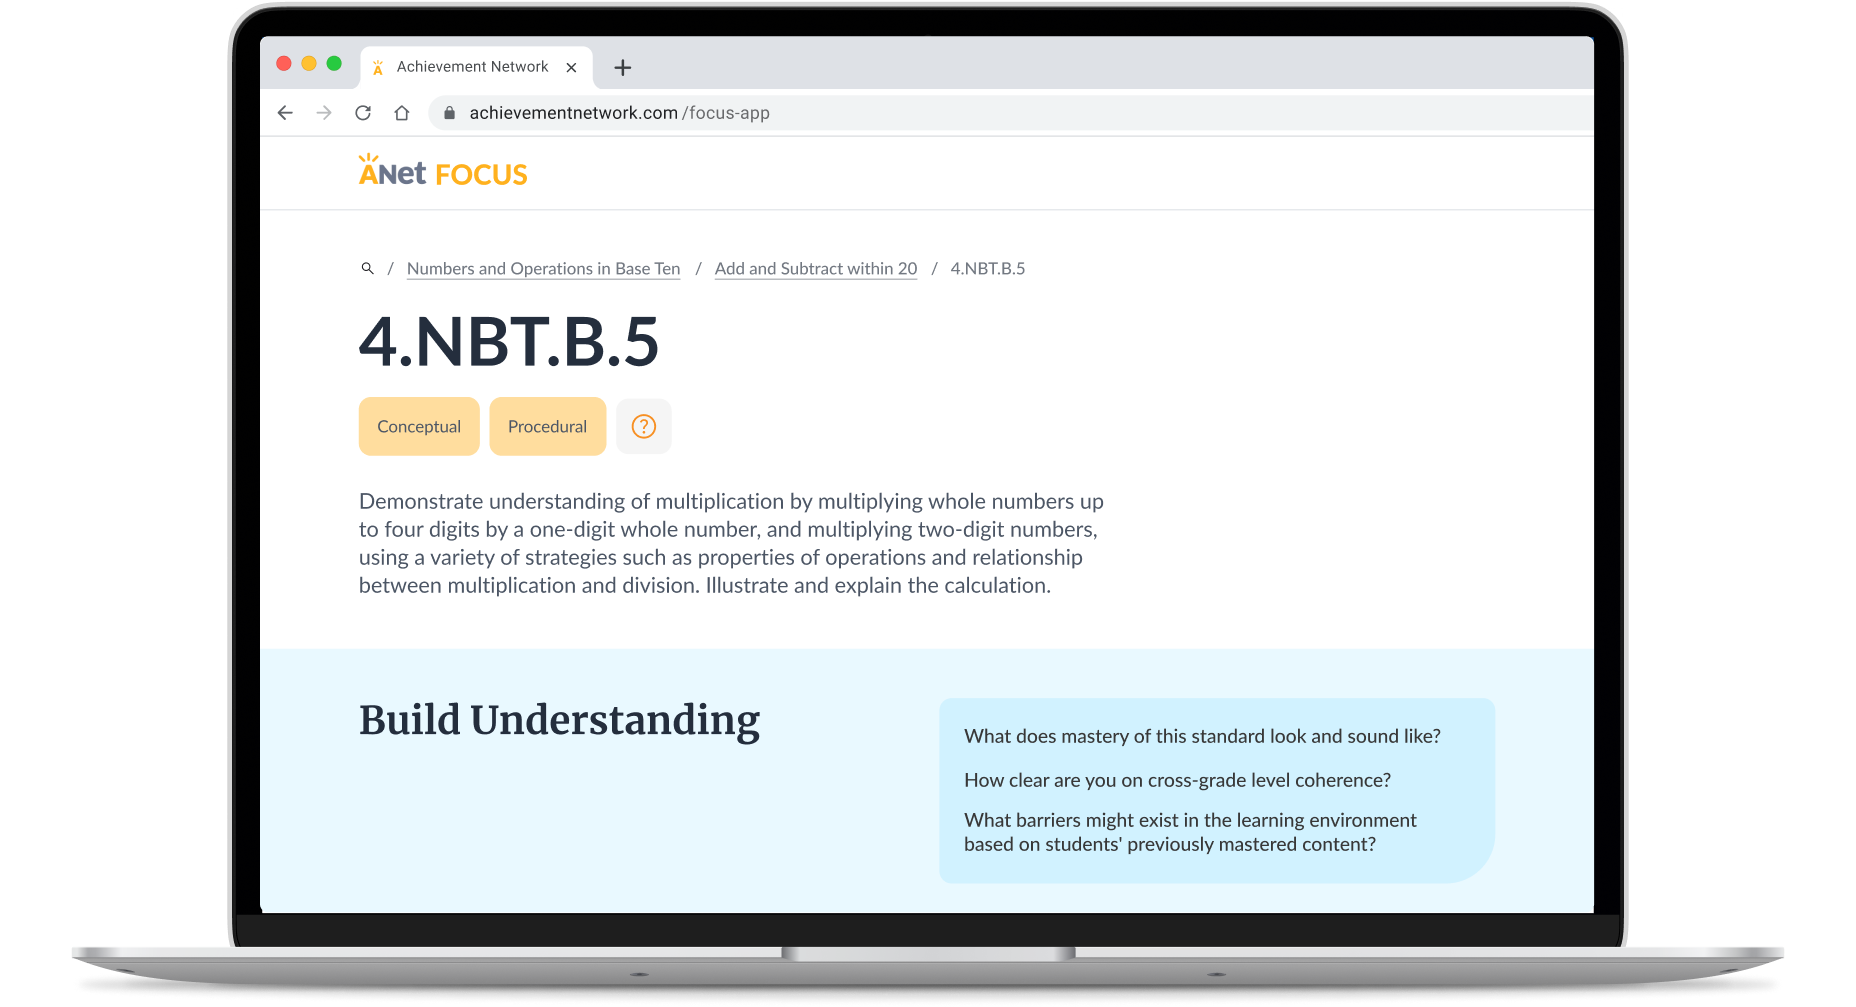 Achievement Network
achievementnetwork.com/focus-app
ANet FOCUS
/ Numbers and Operations in Base Ten / Add and Subtract within 20 / 4.NBT.B.5
4.NBT.B.5
Conceptual Procedural ?
Demonstrate understanding of multiplication by multiplying whole numbers up
to four digits by a one-digit whole number, and multiplying two-digit numbers,
using a variety of strategies such as properties of operations and relationship
between multiplication and division. Illustrate and explain the calculation.
Build Understanding
What does mastery of this standard look and sound like?
How clear are you on cross-grade level coherence?
What barriers might exist in the learning environment
based on students' previously mastered content?